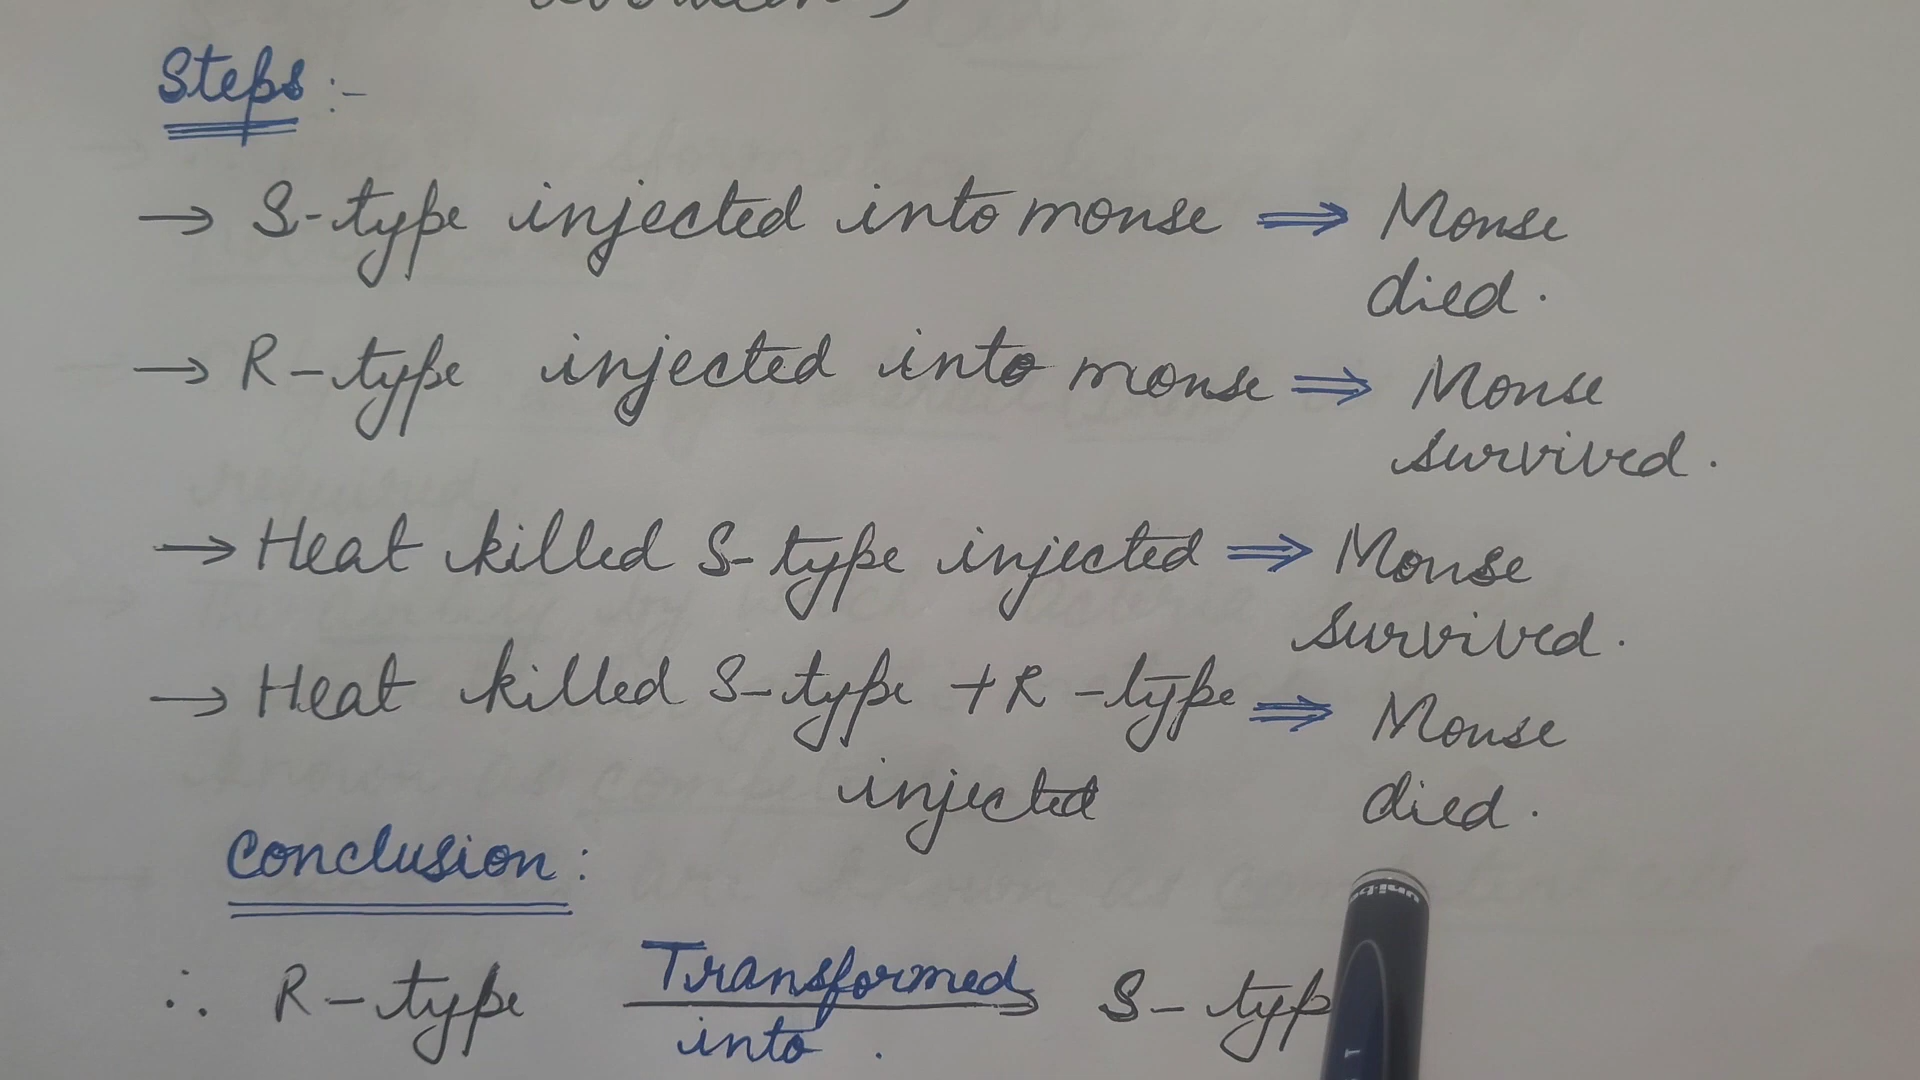 Steps :-
→ S-type injected into mouse ⇒ Mouse
died.
→ R-type injected into mouse ⇒ Mouse
survived.
→ Heat killed S-type injected ⇒ Mouse
survived.
→ Heat killed S-type + R-type ⇒ Mouse
injected died.
Conclusion :
∴ R-type Transformed S-typ
into .